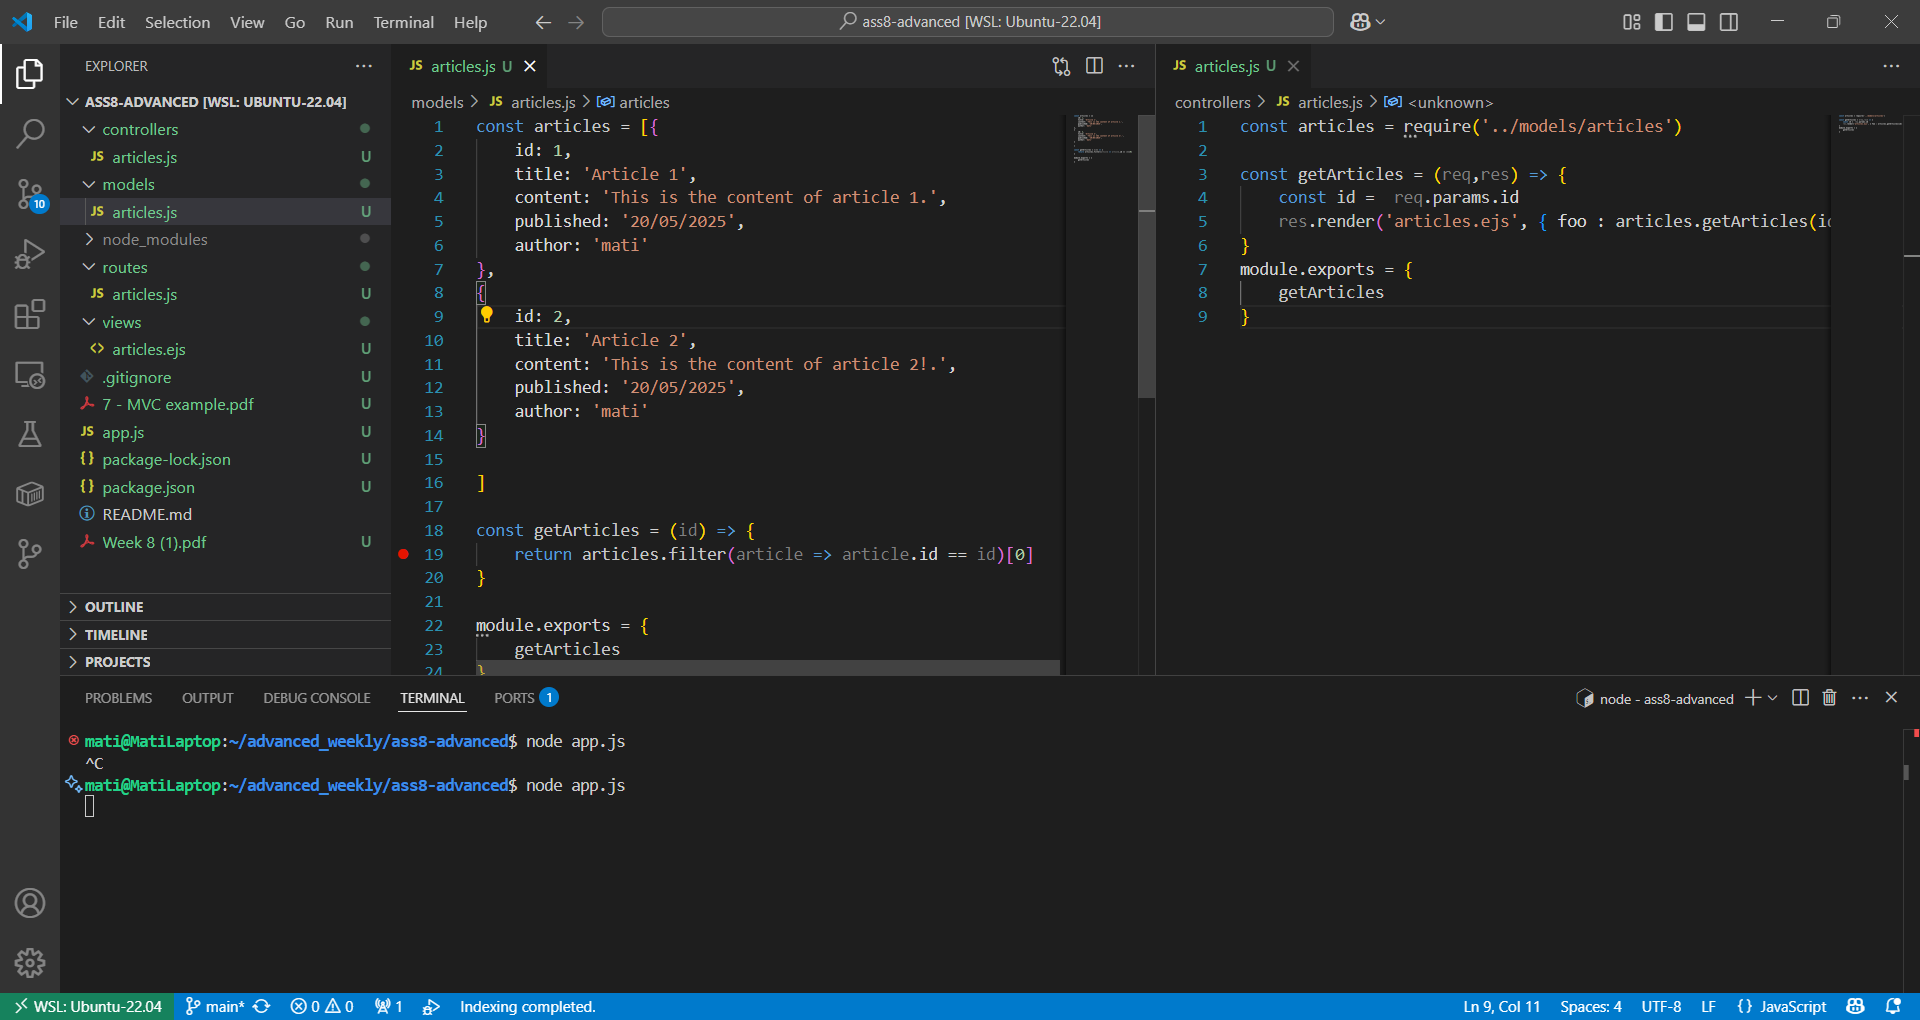 File Edit Selection View Go Run Terminal Help
ass8-advanced [WSL: Ubuntu-22.04]
EXPLORER
ASS8-ADVANCED [WSL: UBUNTU-22.04]
controllers
JS articles.js U
models
JS articles.js U
node_modules
routes
JS articles.js U
views
<> articles.ejs U
.gitignore U
7 - MVC example.pdf U
JS app.js U
{} package-lock.json U
{} package.json U
README.md
Week 8 (1).pdf U
OUTLINE
TIMELINE
PROJECTS
10
JS articles.js U
models > JS articles.js > articles
1 const articles = [{
2 id: 1,
3 title: 'Article 1',
4 content: 'This is the content of article 1.',
5 published: '20/05/2025',
6 author: 'mati'
7 },
8 {
9 id: 2,
10 title: 'Article 2',
11 content: 'This is the content of article 2!.',
12 published: '20/05/2025',
13 author: 'mati'
14 }
15
16 ]
17
18 const getArticles = (id) => {
19 return articles.filter(article => article.id == id)[0]
20 }
21
22 module.exports = {
23 getArticles
24 }
JS articles.js U
controllers > JS articles.js > <unknown>
1 const articles = require('../models/articles')
2
3 const getArticles = (req,res) => {
4 const id = req.params.id
5 res.render('articles.ejs', { foo : articles.getArticles(i
6 }
7 module.exports = {
8 getArticles
9 }
PROBLEMS OUTPUT DEBUG CONSOLE TERMINAL PORTS 1
node - ass8-advanced
mati@MatiLaptop:~/advanced_weekly/ass8-advanced$ node app.js
^C
mati@MatiLaptop:~/advanced_weekly/ass8-advanced$ node app.js
WSL: Ubuntu-22.04 main* 0 0 1 Indexing completed. Ln 9, Col 11 Spaces: 4 UTF-8 LF {} JavaScript